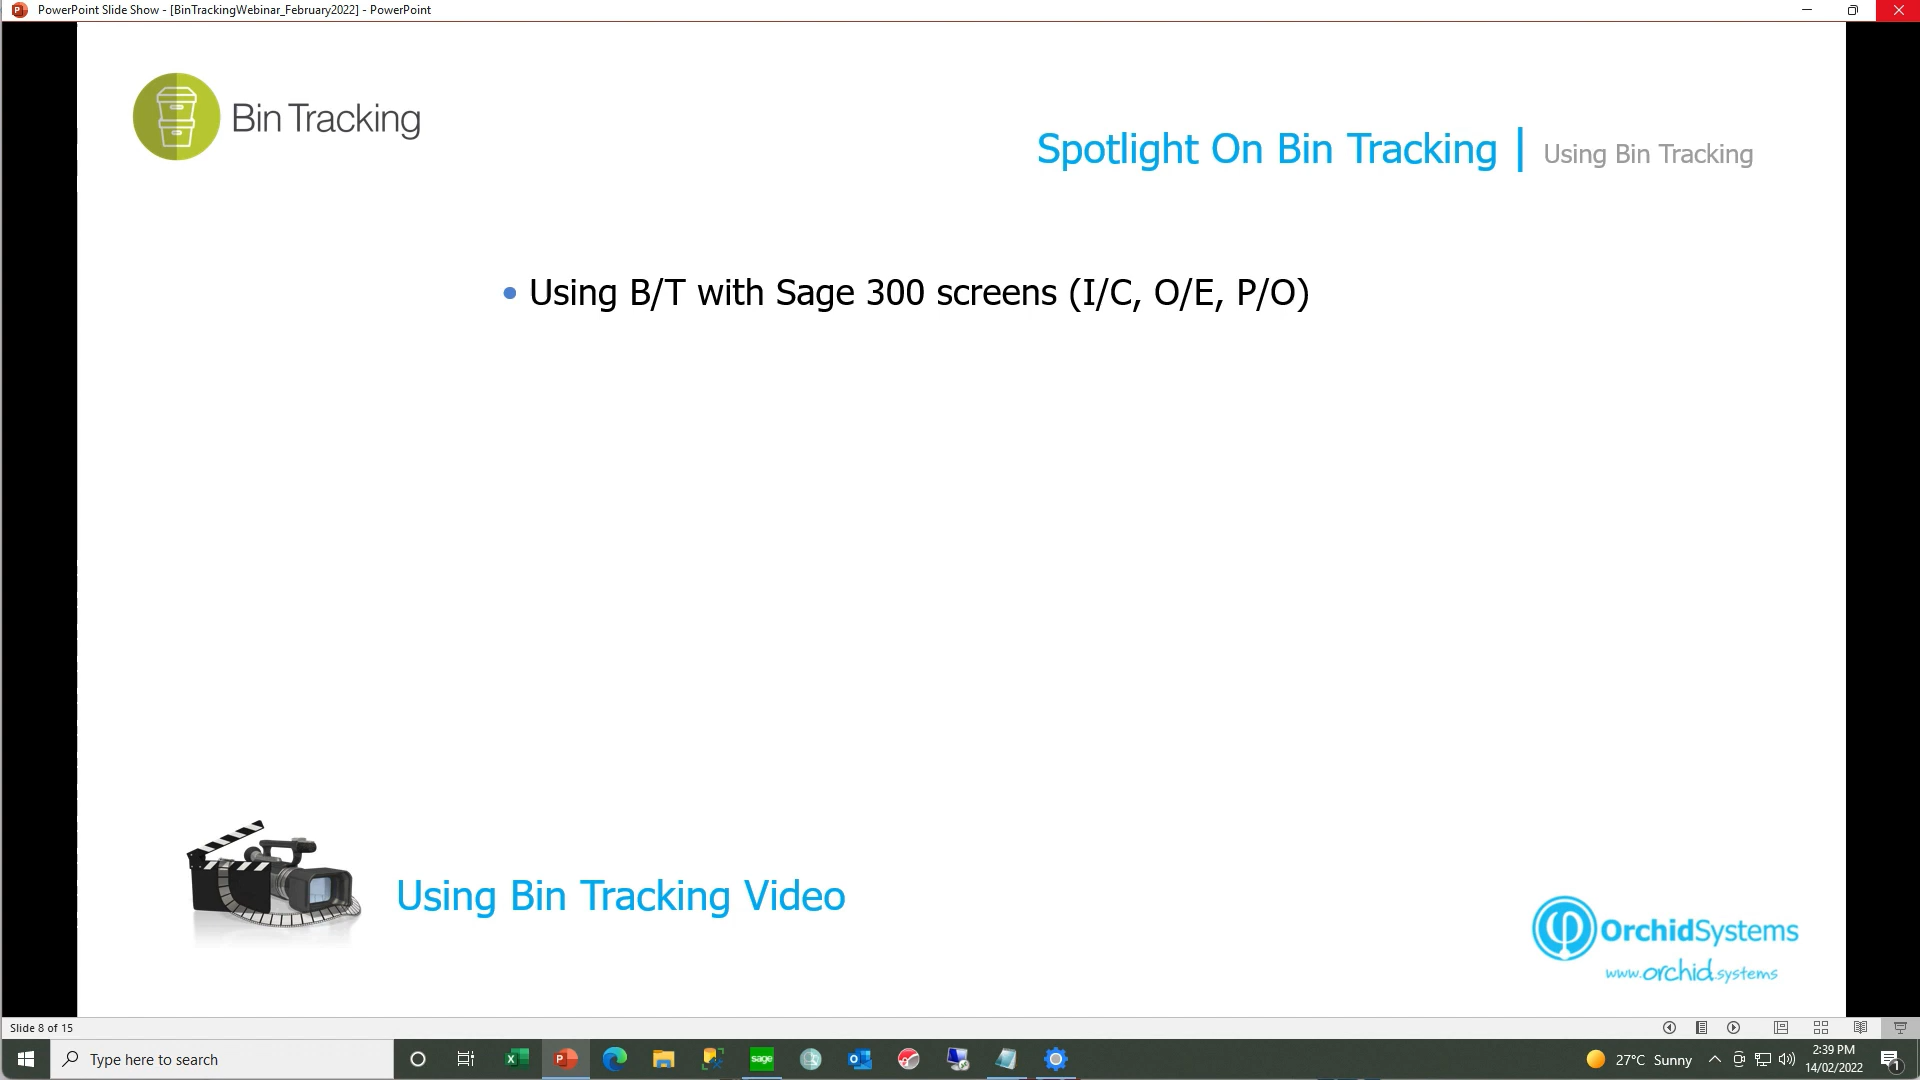 PowerPoint Slide Show - [BinTrackingWebinar_February2022] - PowerPoint
Bin Tracking
Spotlight On Bin Tracking | Using Bin Tracking
• Using B/T with Sage 300 screens (I/C, O/E, P/O)
Using Bin Tracking Video
OrchidSystems
www.orchid.systems
Slide 8 of 15
Type here to search
sage
27°C Sunny
2:39 PM
14/02/2022
1